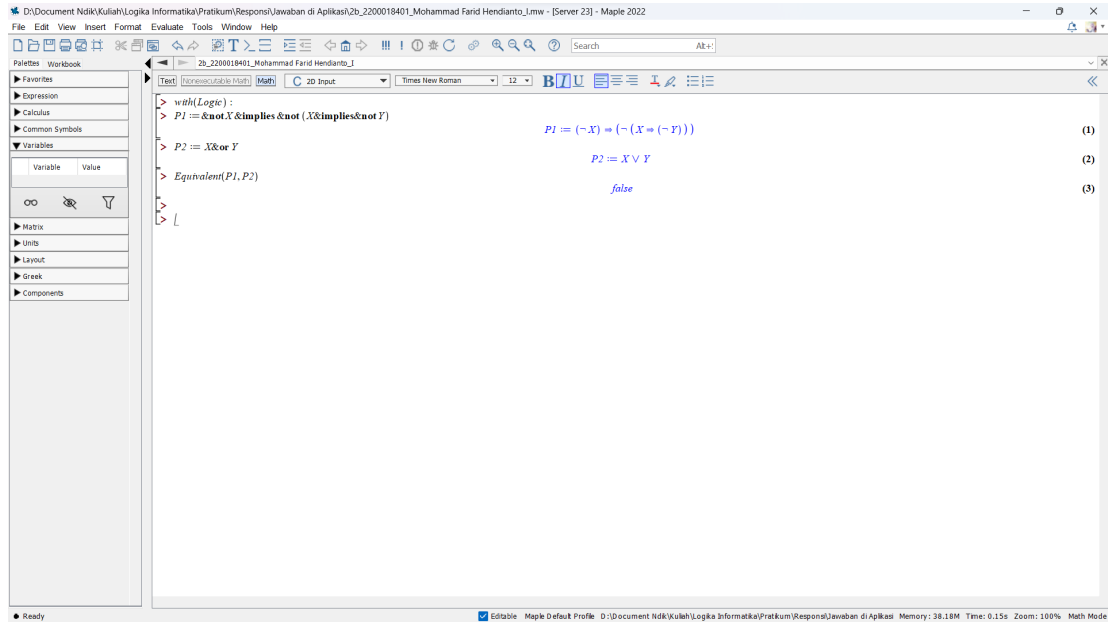 D:\Document Ndik\Kuliah\Logika Informatika\Pratikum\Responsi\Jawaban di Aplikasi\2b_2200018401_Mohammad Farid Hendianto_I.mw - [Server 23] - Maple 2022
File Edit View Insert Format Evaluate Tools Window Help
Search Alt+:
Palettes Workbook
2b_2200018401_Mohammad Farid Hendianto_I
Favorites
Text Nonexecutable Math Math C 2D Input Times New Roman 12 B I U
Expression
Calculus
Common Symbols
Variables
Variable Value
Matrix
Units
Layout
Greek
Components
> with(Logic) :
> P1 := &not X &implies &not (X&implies&not Y)
P1 := (¬ X) ⇒ (¬ (X ⇒ (¬ Y))) (1)
> P2 := X&or Y
P2 := X ∨ Y (2)
> Equivalent(P1, P2)
false (3)
>
>
Ready
Editable Maple Default Profile D:\Document Ndik\Kuliah\Logika Informatika\Pratikum\Responsi\Jawaban di Aplikasi Memory: 38.18M Time: 0.15s Zoom: 100% Math Mode